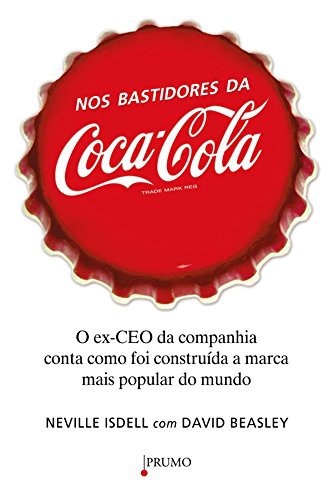 NOS BASTIDORES DA
Coca-Cola
TRADE MARK REG
O ex-CEO da companhia
conta como foi construída a marca
mais popular do mundo
NEVILLE ISDELL com DAVID BEASLEY
PRUMO